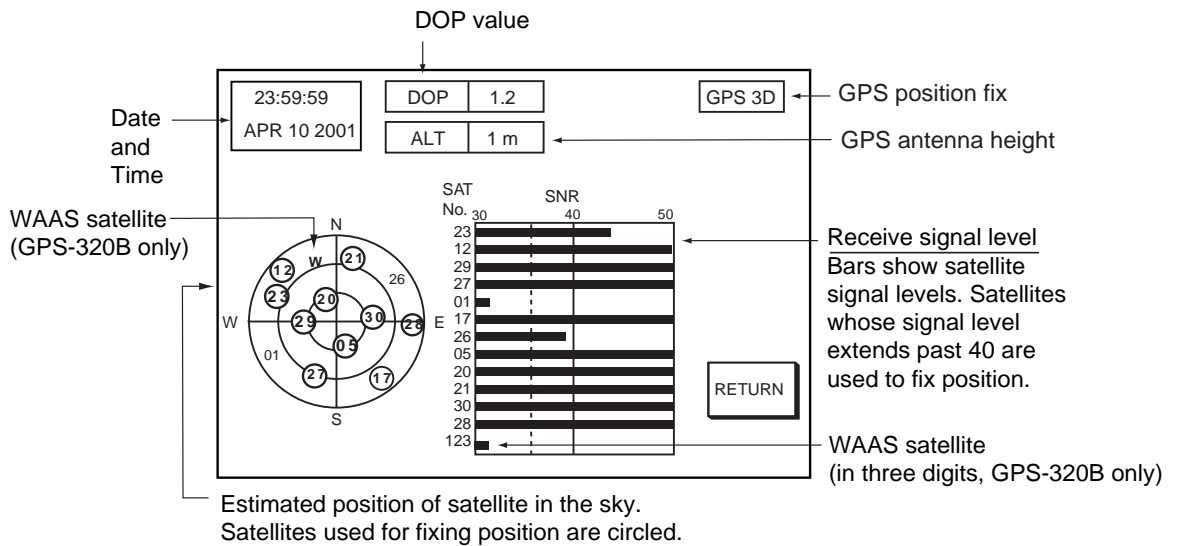 DOP value
23:59:59
APR 10 2001
DOP 1.2
ALT 1 m
GPS 3D
GPS position fix
GPS antenna height
Date
and
Time
WAAS satellite
(GPS-320B only)
N
W
E
S
W
12
21
26
23
20
29
30
28
05
01
27
17
SAT
No.
SNR
30 40 50
23
12
29
27
01
17
26
05
20
21
30
28
123
Receive signal level
Bars show satellite
signal levels. Satellites
whose signal level
extends past 40 are
used to fix position.
RETURN
WAAS satellite
(in three digits, GPS-320B only)
Estimated position of satellite in the sky.
Satellites used for fixing position are circled.